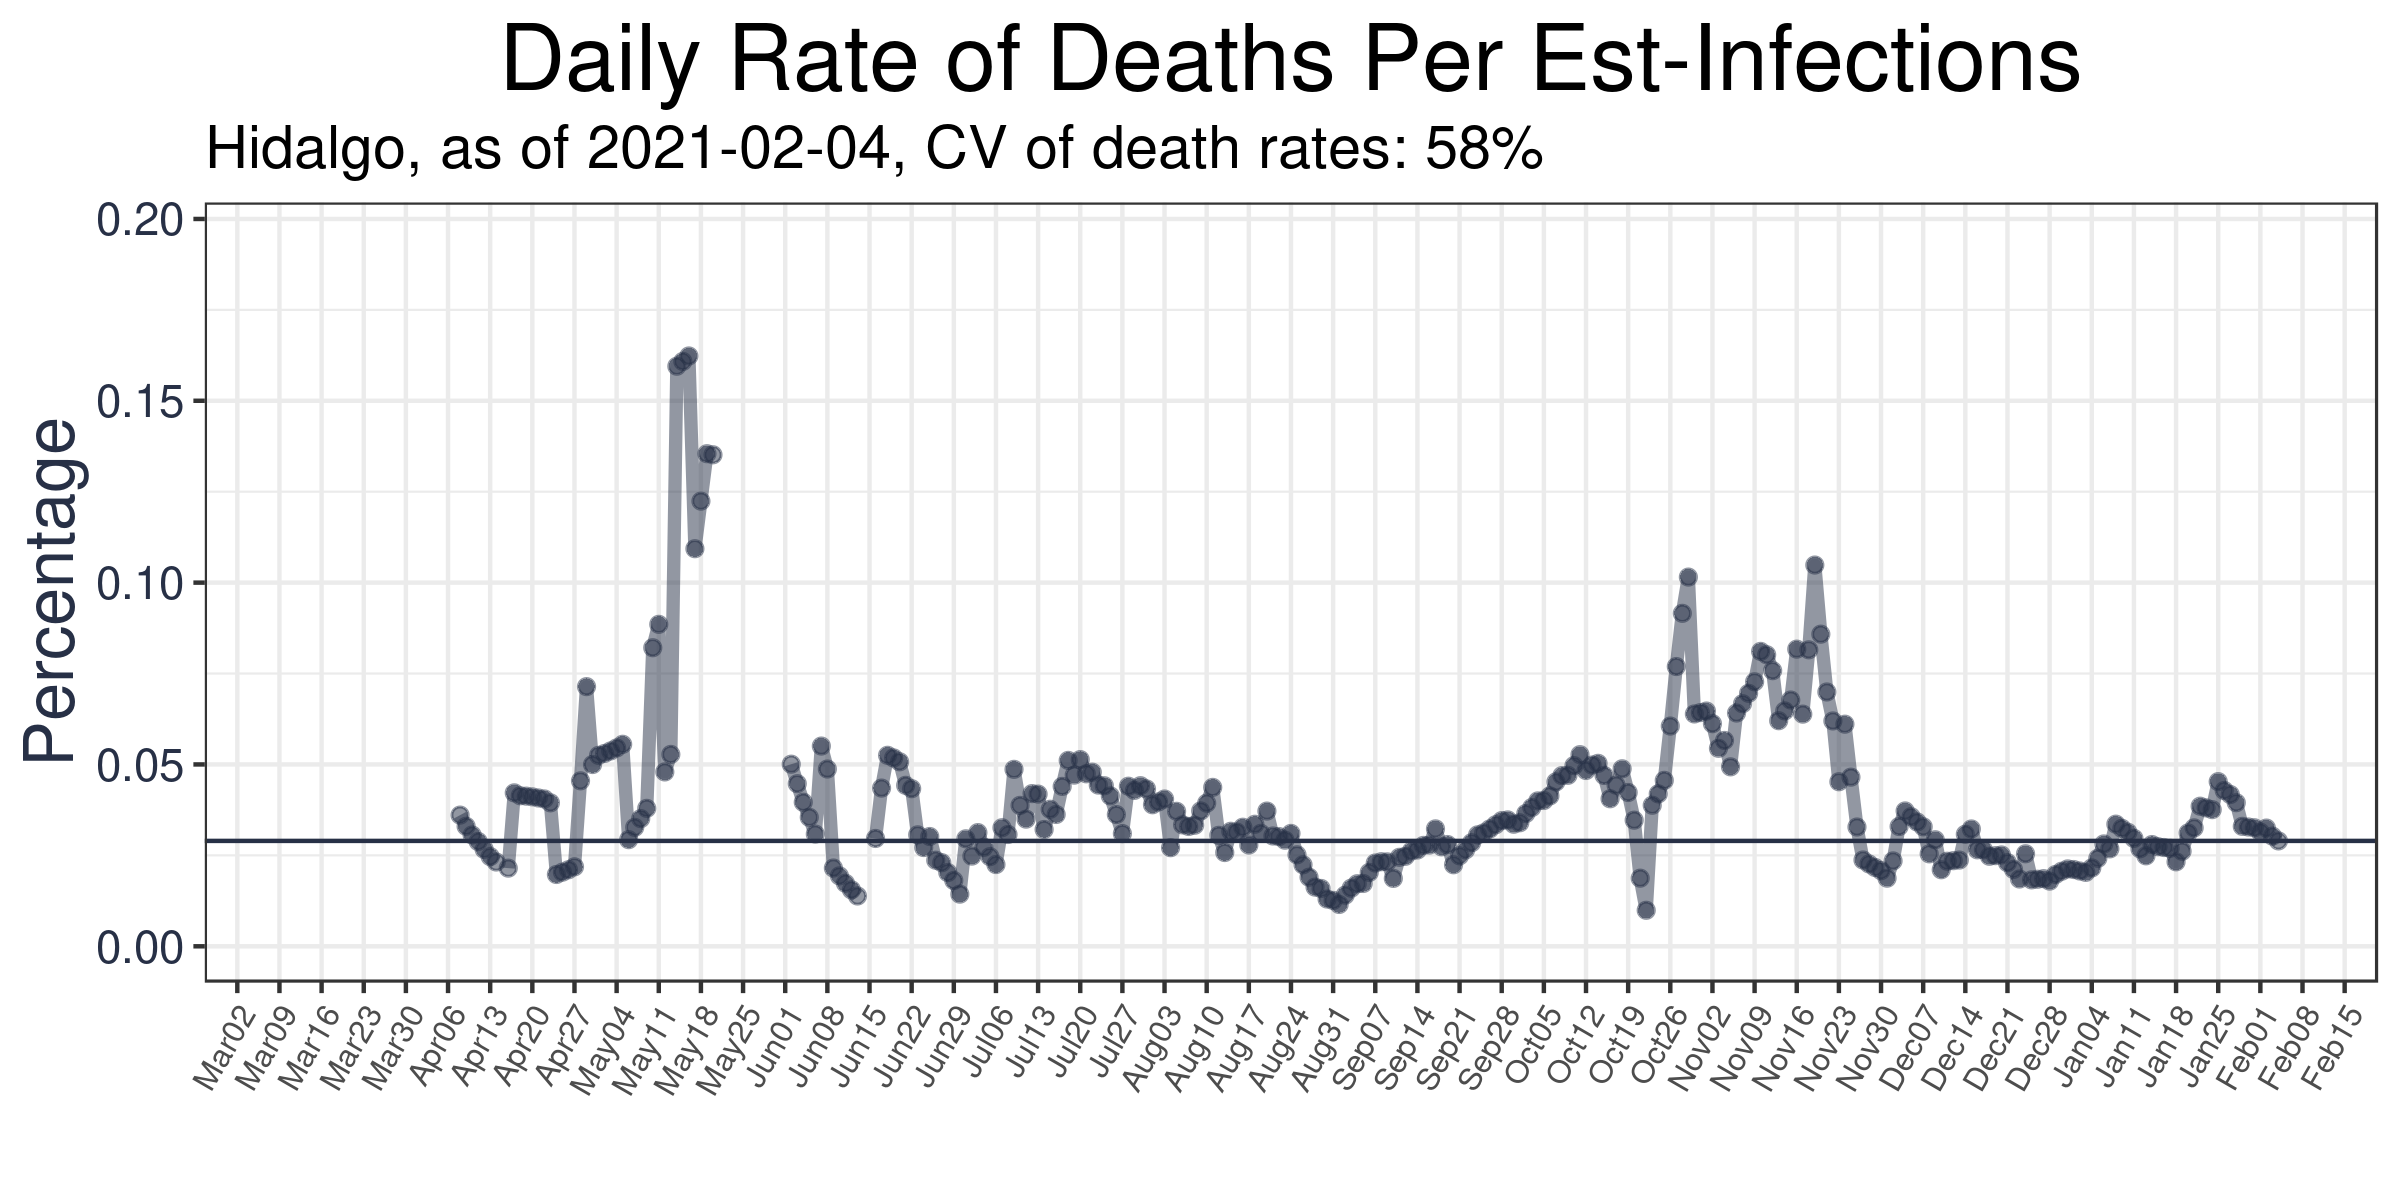 Daily Rate of Deaths Per Est-Infections
Hidalgo, as of 2021-02-04, CV of death rates: 58%
Percentage
0.20
0.15
0.10
0.05
0.00
Mar02
Mar09
Mar16
Mar23
Mar30
Apr06
Apr13
Apr20
Apr27
May04
May11
May18
May25
Jun01
Jun08
Jun15
Jun22
Jun29
Jul06
Jul13
Jul20
Jul27
Aug03
Aug10
Aug17
Aug24
Aug31
Sep07
Sep14
Sep21
Sep28
Oct05
Oct12
Oct19
Oct26
Nov02
Nov09
Nov16
Nov23
Nov30
Dec07
Dec14
Dec21
Dec28
Jan04
Jan11
Jan18
Jan25
Feb01
Feb08
Feb15